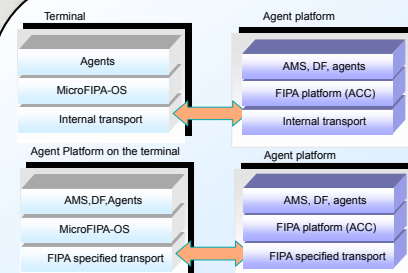 Terminal
Agent platform
Agents
MicroFIPA-OS
Internal transport
AMS, DF, agents
FIPA platform (ACC)
Internal transport
Agent Platform on the terminal
Agent platform
AMS,DF,Agents
MicroFIPA-OS
FIPA specified transport
AMS, DF, agents
FIPA platform (ACC)
FIPA specified transport